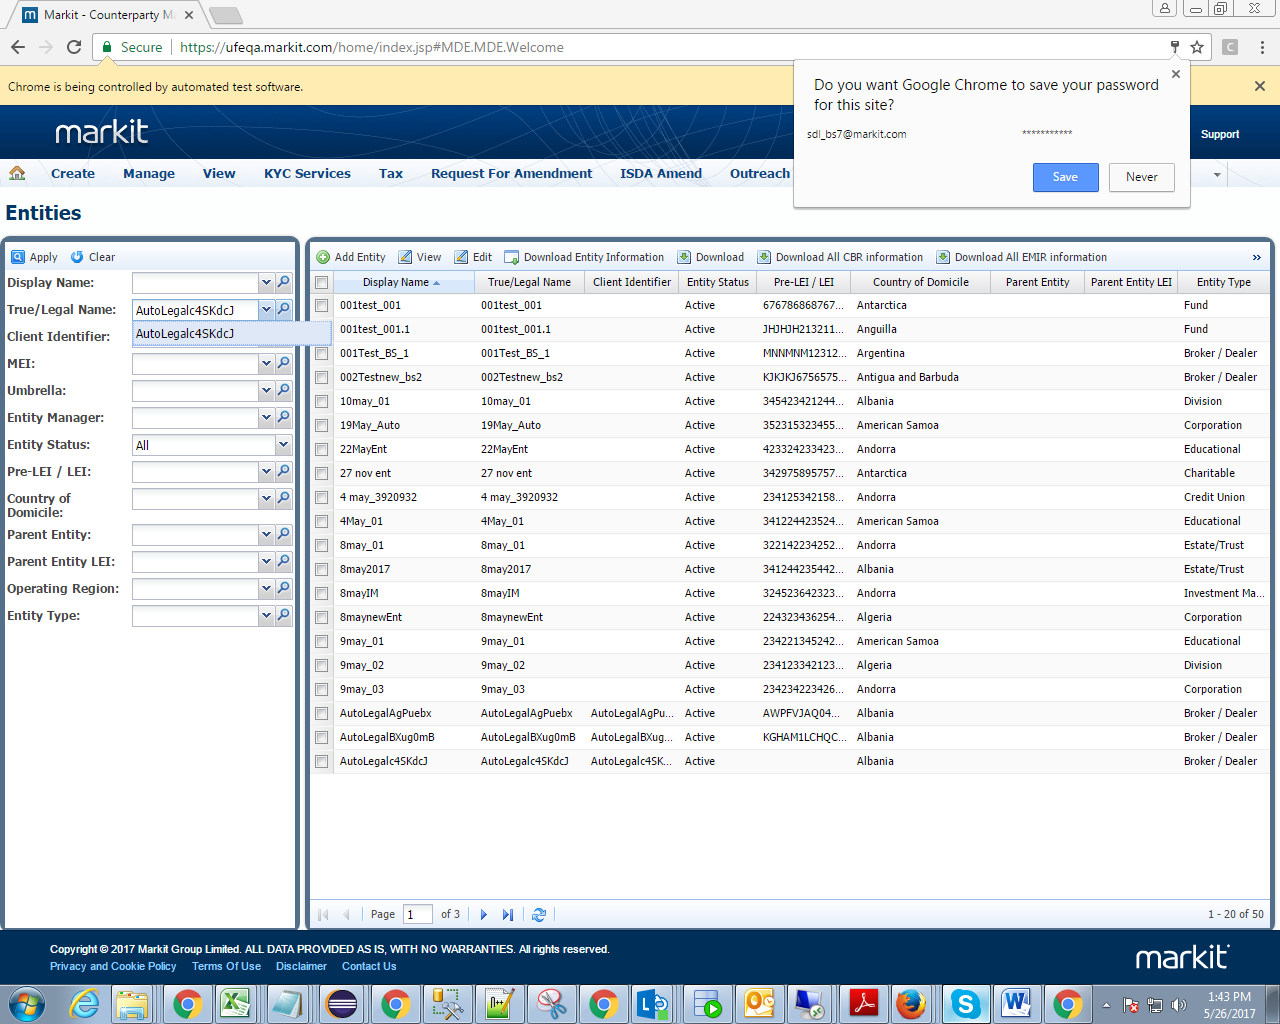 Markit - Counterparty M
Secure https://ufeqa.markit.com/home/index.jsp#MDE.MDE.Welcome
Chrome is being controlled by automated test software.
Do you want Google Chrome to save your password
for this site?
sdl_bs7@markit.com ***********
Save Never
markit
Support
Create Manage View KYC Services Tax Request For Amendment ISDA Amend Outreach
Entities
Apply Clear
Display Name:
True/Legal Name: AutoLegalc4SKdcJ
AutoLegalc4SKdcJ
Client Identifier:
MEI:
Umbrella:
Entity Manager:
Entity Status: All
Pre-LEI / LEI:
Country of
Domicile:
Parent Entity:
Parent Entity LEI:
Operating Region:
Entity Type:
Add Entity View Edit Download Entity Information Download Download All CBR information Download All EMIR information »
Display Name True/Legal Name Client Identifier Entity Status Pre-LEI / LEI Country of Domicile Parent Entity Parent Entity LEI Entity Type
001test_001 001test_001 Active 676786868767... Antarctica Fund
001test_001.1 001test_001.1 Active JHJHJH213211... Anguilla Fund
001Test_BS_1 001Test_BS_1 Active MNNMNM12312... Argentina Broker / Dealer
002Testnew_bs2 002Testnew_bs2 Active KJKJKJ6756575... Antigua and Barbuda Broker / Dealer
10may_01 10may_01 Active 345423421244... Albania Division
19May_Auto 19May_Auto Active 352315323455... American Samoa Corporation
22MayEnt 22MayEnt Active 423324233423... Andorra Educational
27 nov ent 27 nov ent Active 342975895757... Antarctica Charitable
4 may_3920932 4 may_3920932 Active 234125342158... Andorra Credit Union
4May_01 4May_01 Active 341224423524... American Samoa Educational
8may_01 8may_01 Active 322142234252... Andorra Estate/Trust
8may2017 8may2017 Active 341244235442... Albania Estate/Trust
8mayIM 8mayIM Active 324523642323... Andorra Investment Ma...
8maynewEnt 8maynewEnt Active 224323436254... Algeria Corporation
9may_01 9may_01 Active 234221345242... American Samoa Educational
9may_02 9may_02 Active 234123342123... Algeria Division
9may_03 9may_03 Active 234234223426... Andorra Corporation
AutoLegalAgPuebx AutoLegalAgPuebx AutoLegalAgPu... Active AWPFVJAQ04... Albania Broker / Dealer
AutoLegalBXug0mB AutoLegalBXug0mB AutoLegalBXug... Active KGHAM1LCHQC... Albania Broker / Dealer
AutoLegalc4SKdcJ AutoLegalc4SKdcJ AutoLegalc4SK... Active Albania Broker / Dealer
Page 1 of 3 1 - 20 of 50
Copyright © 2017 Markit Group Limited. ALL DATA PROVIDED AS IS, WITH NO WARRANTIES. All rights reserved.
Privacy and Cookie Policy Terms Of Use Disclaimer Contact Us
markit
1:43 PM
5/26/2017